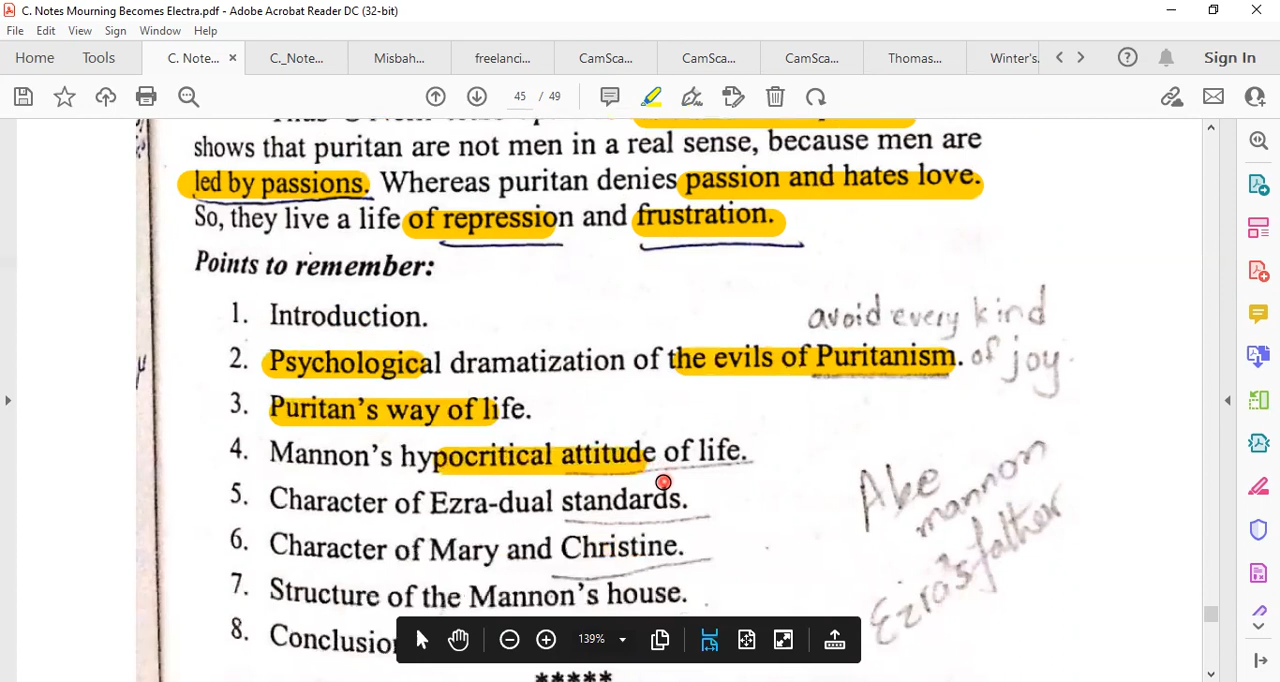 C. Notes Mourning Becomes Electra.pdf - Adobe Acrobat Reader DC (32-bit)
File Edit View Sign Window Help
Home Tools C. Note... C._Note... Misbah... freelanci... CamSca... CamSca... CamSca... Thomas... Winter's. Sign In
45 / 49
shows that puritan are not men in a real sense, because men are
led by passions. Whereas puritan denies passion and hates love.
So, they live a life of repression and frustration.
Points to remember:
1. Introduction.
avoid every kind
2. Psychological dramatization of the evils of Puritanism. of joy.
3. Puritan's way of life.
4. Mannon's hypocritical attitude of life.
5. Character of Ezra-dual standards.
Abe
mannon
6. Character of Mary and Christine.
Ezra's father
7. Structure of the Mannon's house.
8. Conclusion
139%
*****